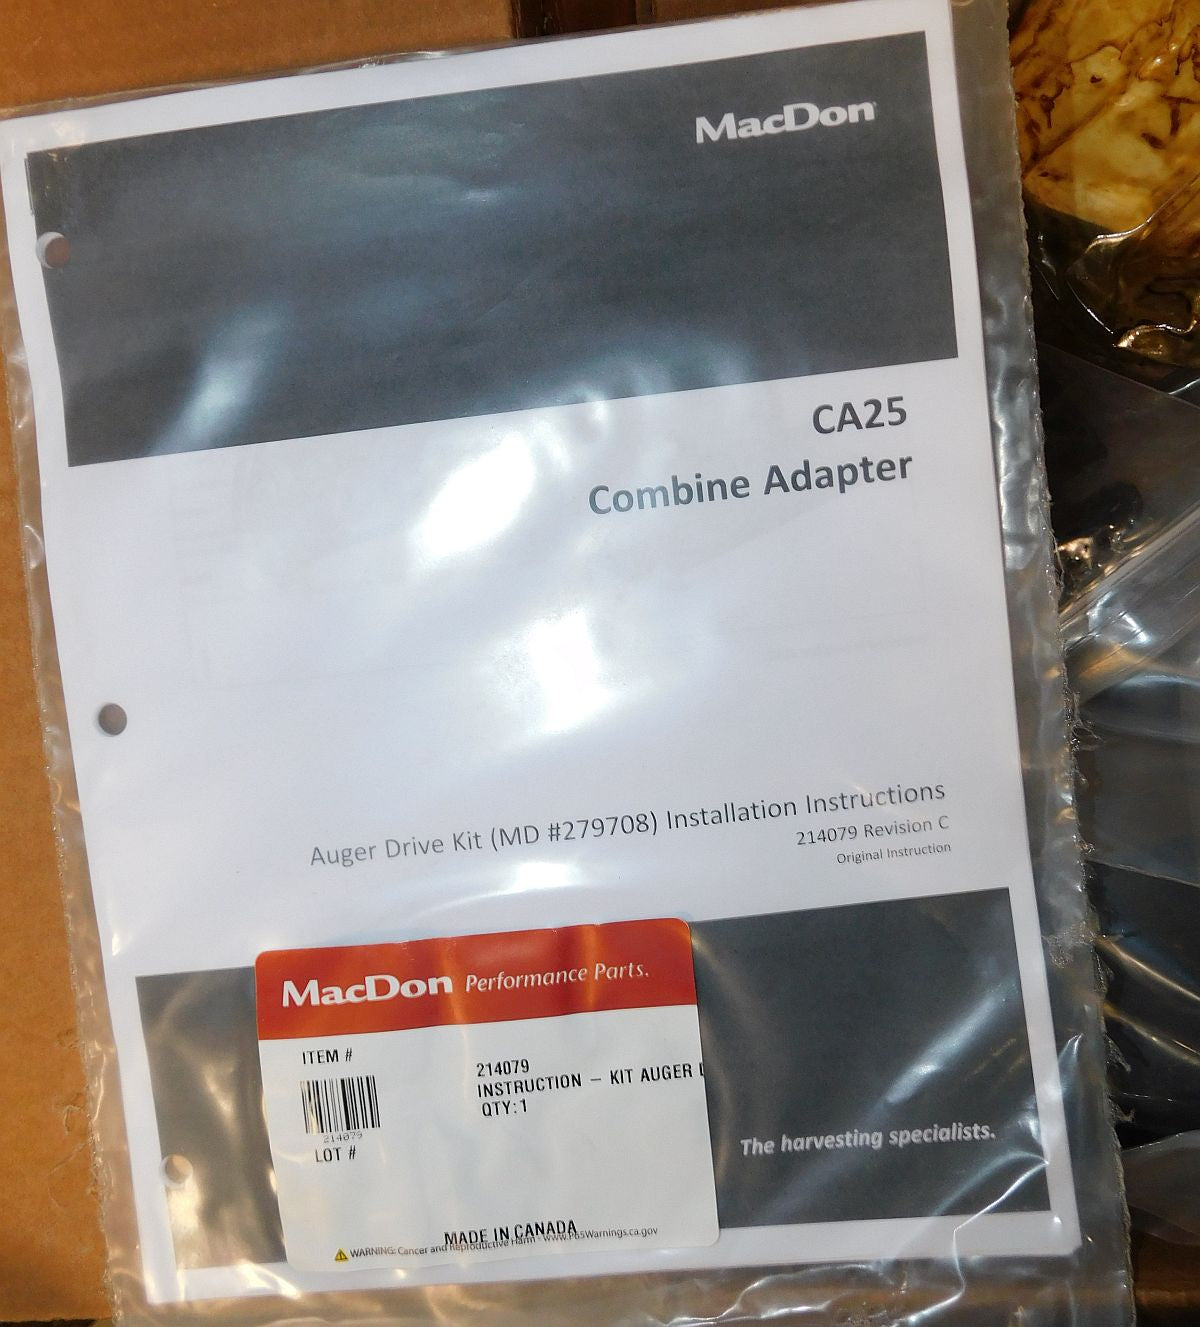 MacDon
CA25
Combine Adapter
Auger Drive Kit (MD #279708) Installation Instructions
214079 Revision C
Original Instruction
MacDon Performance Parts.
ITEM #
214079
INSTRUCTION – KIT AUGER
QTY:1
214079
LOT #
The harvesting specialists.
MADE IN CANADA
WARNING: Cancer and Reproductive Harm - www.P65Warnings.ca.gov